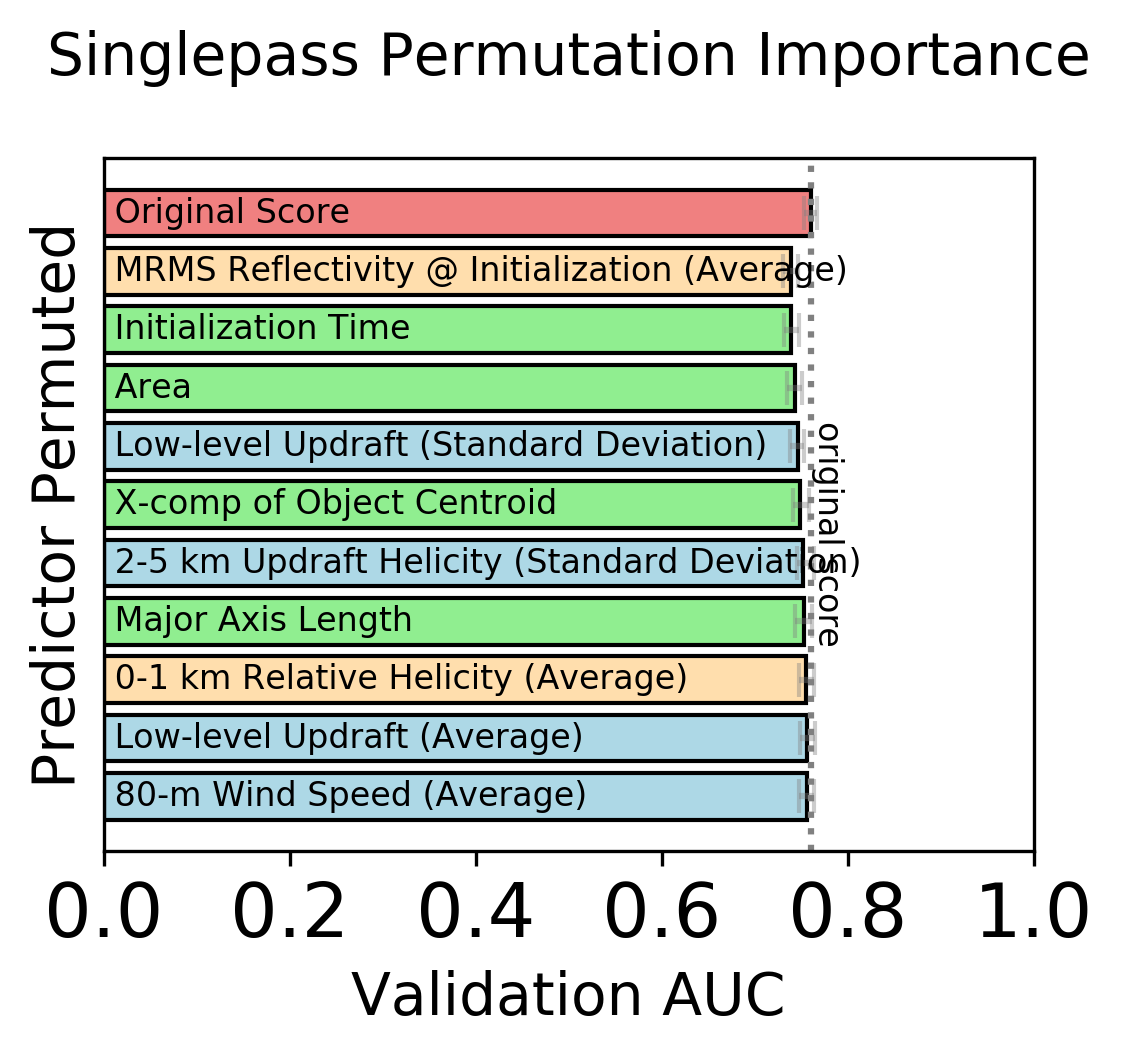 Singlepass Permutation Importance
Predictor Permuted
Original Score
MRMS Reflectivity @ Initialization (Average)
Initialization Time
Area
Low-level Updraft (Standard Deviation)
X-comp of Object Centroid
2-5 km Updraft Helicity (Standard Deviation)
Major Axis Length
0-1 km Relative Helicity (Average)
Low-level Updraft (Average)
80-m Wind Speed (Average)
original score
0.0 0.2 0.4 0.6 0.8 1.0
Validation AUC